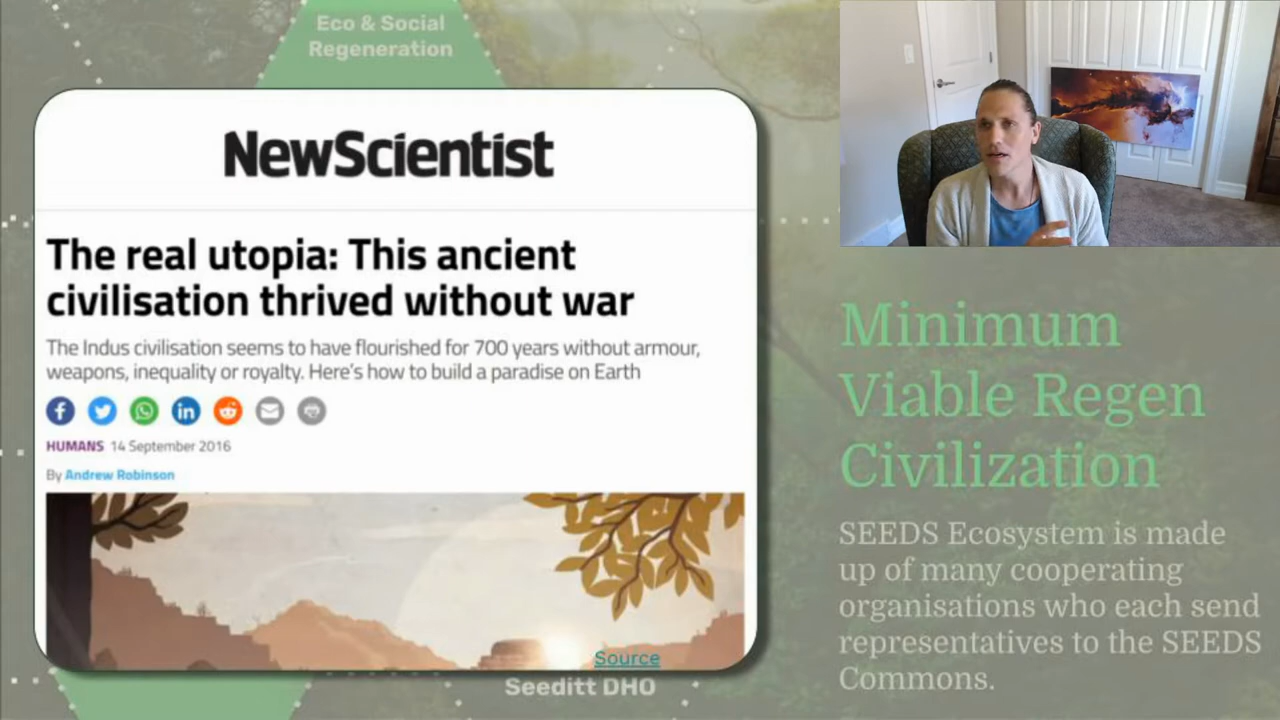 Eco & Social
Regeneration
NewScientist
The real utopia: This ancient
civilisation thrived without war
The Indus civilisation seems to have flourished for 700 years without armour,
weapons, inequality or royalty. Here's how to build a paradise on Earth
HUMANS 14 September 2016
By Andrew Robinson
Source
Seeditt DHO
Minimum
Viable Regen
Civilization
SEEDS Ecosystem is made
up of many cooperating
organisations who each send
representatives to the SEEDS
Commons.